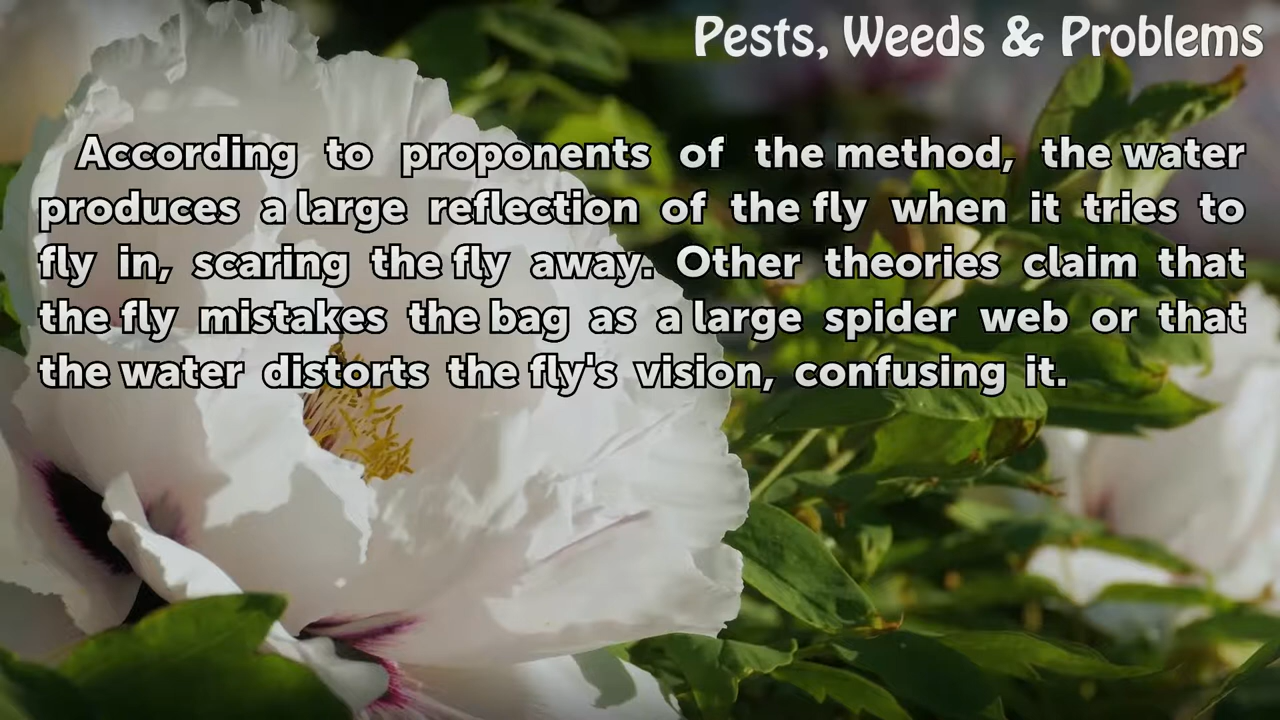 Pests, Weeds & Problems
According to proponents of the method, the water
produces a large reflection of the fly when it tries to
fly in, scaring the fly away. Other theories claim that
the fly mistakes the bag as a large spider web or that
the water distorts the fly's vision, confusing it.